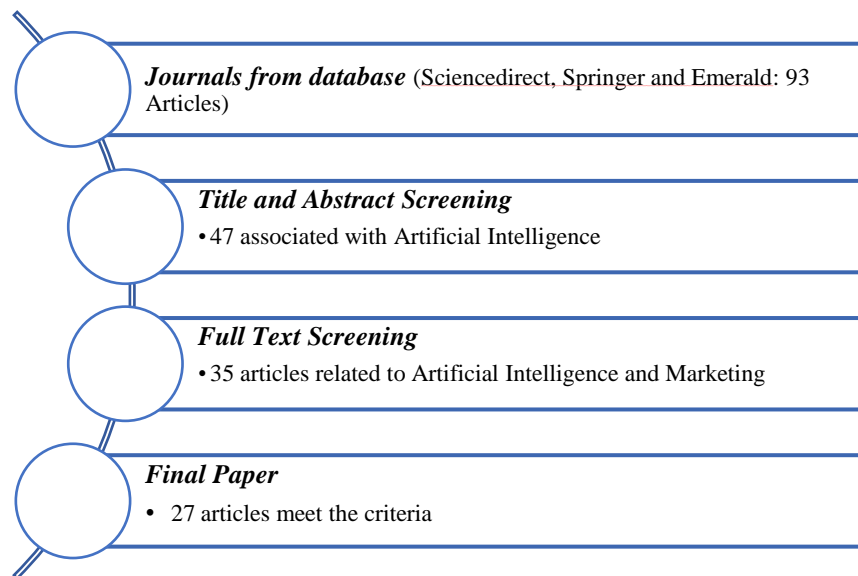 Journals from database (Sciencedirect, Springer and Emerald: 93
Articles)
Title and Abstract Screening
• 47 associated with Artificial Intelligence
Full Text Screening
• 35 articles related to Artificial Intelligence and Marketing
Final Paper
• 27 articles meet the criteria